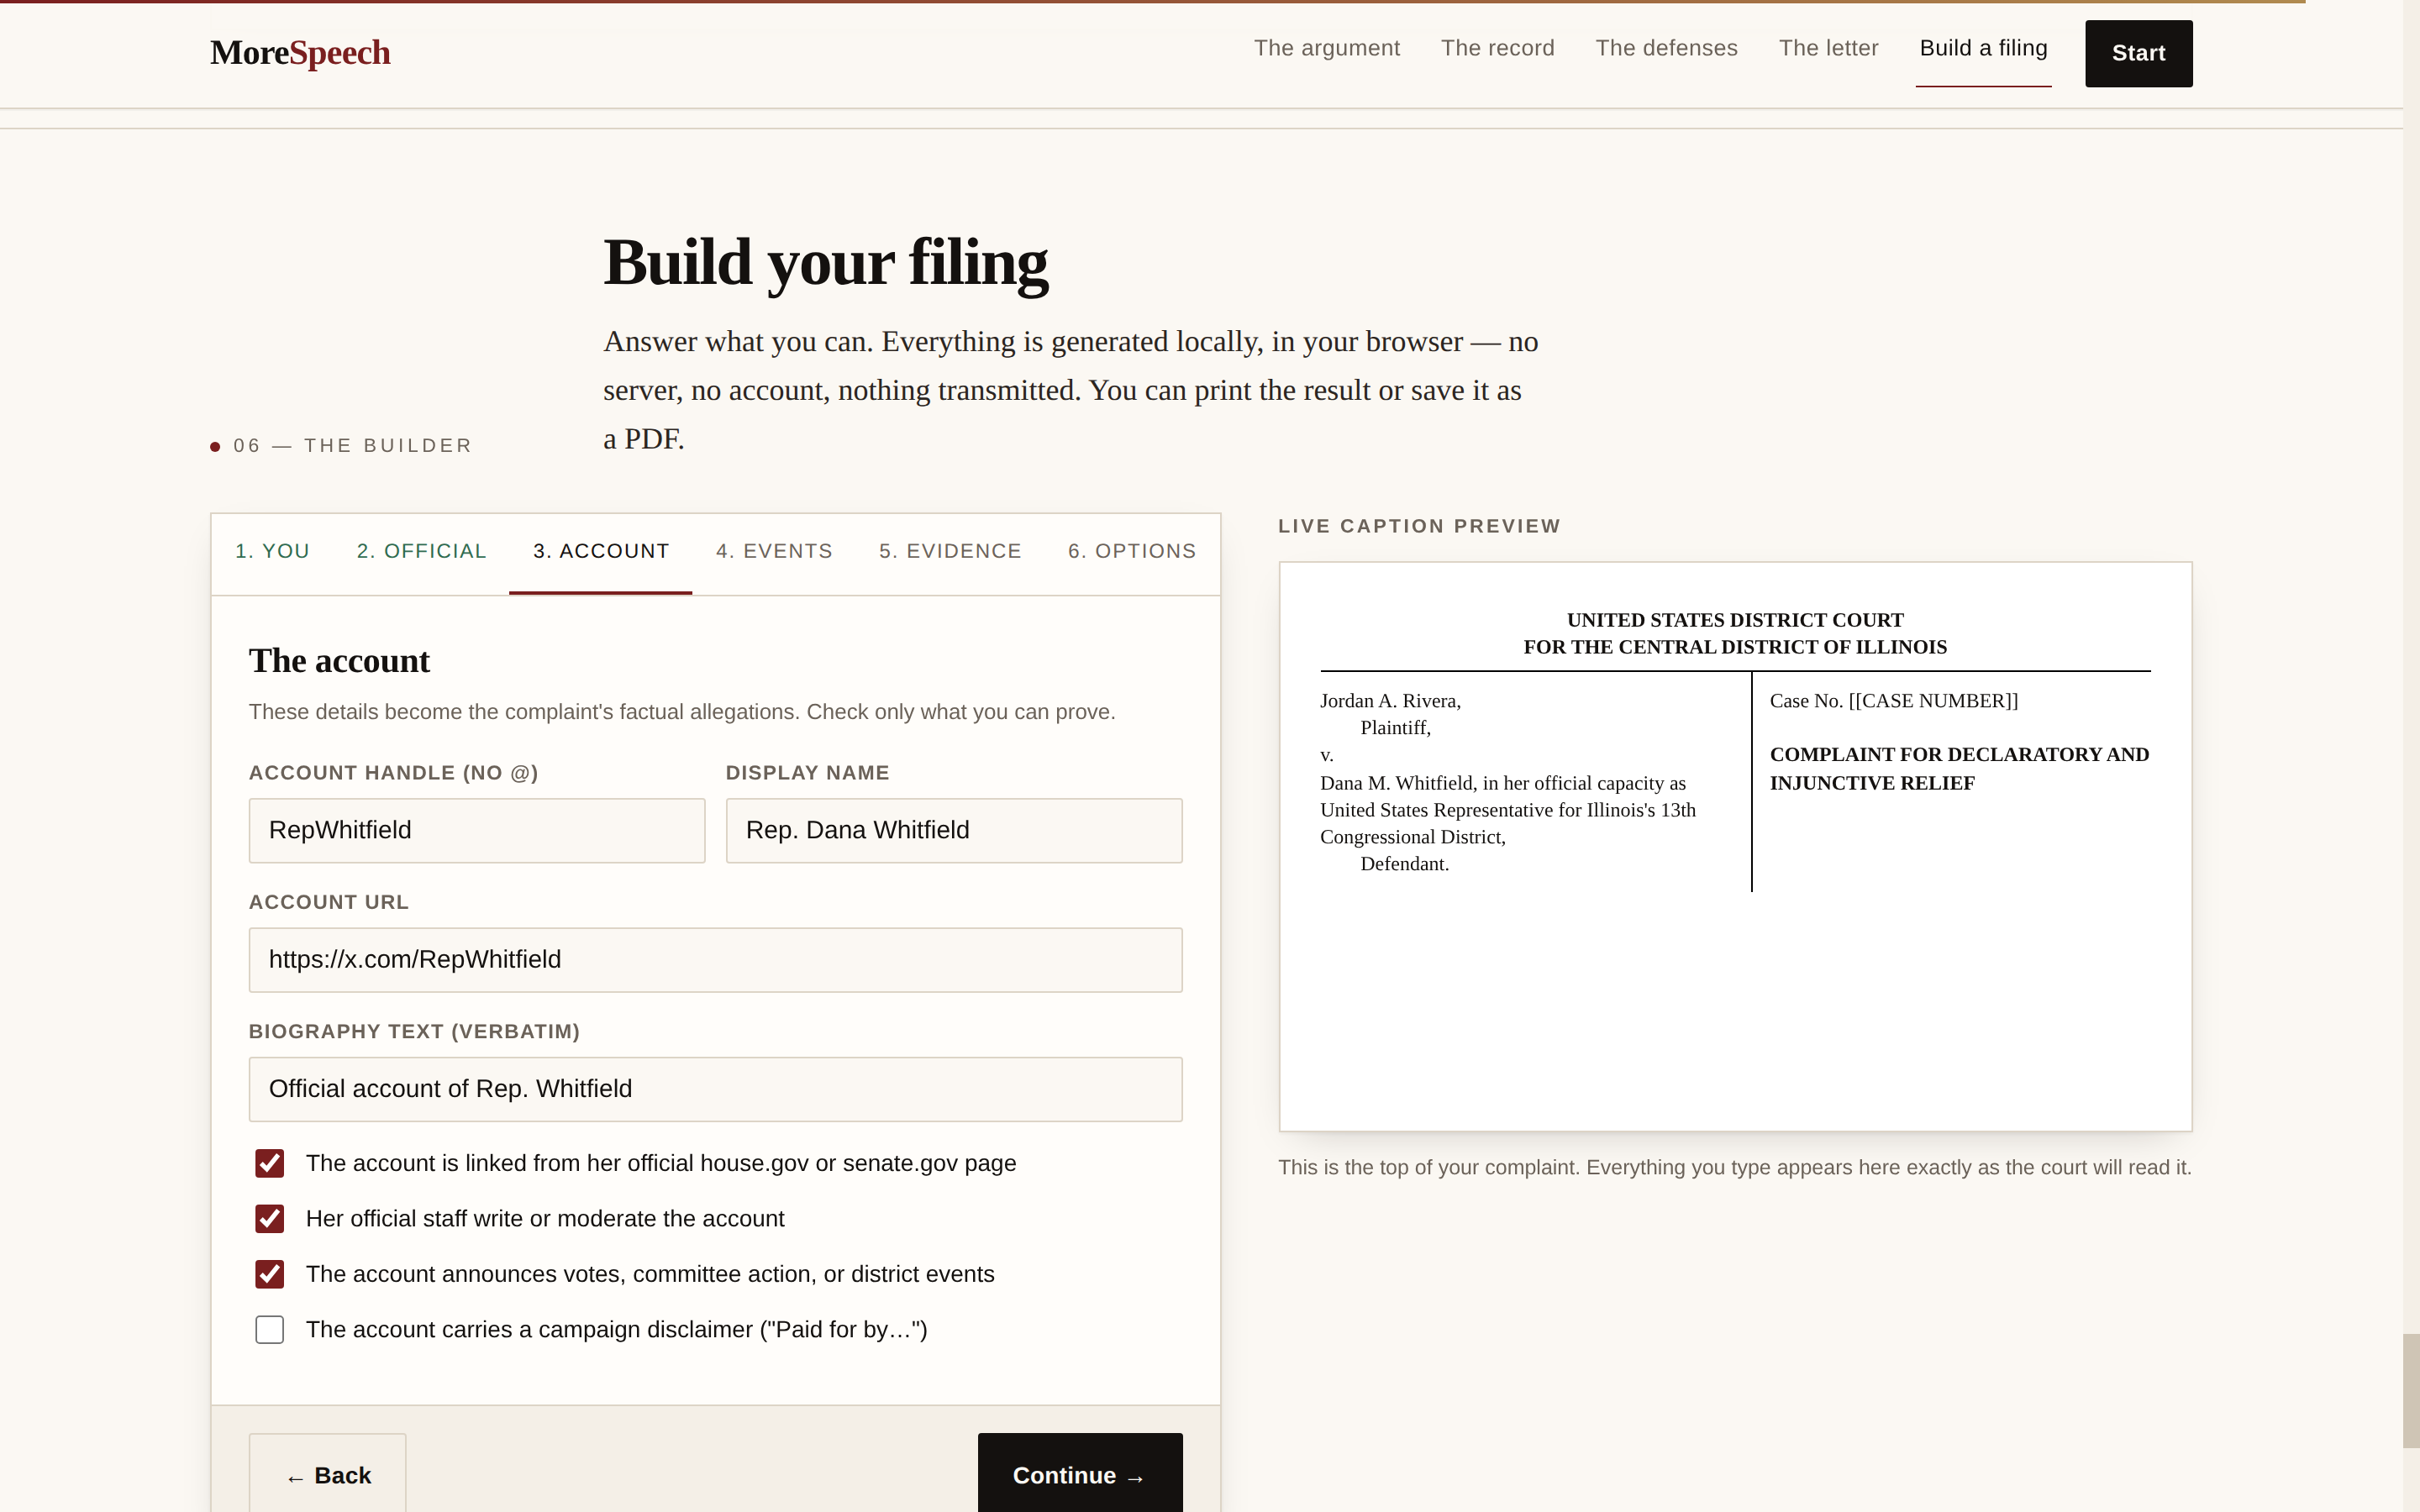 MoreSpeech
The argument
The record
The defenses
The letter
Build a filing
Start
Build your filing
Answer what you can. Everything is generated locally, in your browser — no
server, no account, nothing transmitted. You can print the result or save it as
a PDF.
06 — THE BUILDER
1. YOU
2. OFFICIAL
3. ACCOUNT
4. EVENTS
5. EVIDENCE
6. OPTIONS
The account
These details become the complaint's factual allegations. Check only what you can prove.
ACCOUNT HANDLE (NO @)
DISPLAY NAME
RepWhitfield
Rep. Dana Whitfield
ACCOUNT URL
https://x.com/RepWhitfield
BIOGRAPHY TEXT (VERBATIM)
Official account of Rep. Whitfield
The account is linked from her official house.gov or senate.gov page
Her official staff write or moderate the account
The account announces votes, committee action, or district events
The account carries a campaign disclaimer ("Paid for by…")
← Back
Continue →
LIVE CAPTION PREVIEW
UNITED STATES DISTRICT COURT
FOR THE CENTRAL DISTRICT OF ILLINOIS
Jordan A. Rivera,
Plaintiff,
v.
Dana M. Whitfield, in her official capacity as
United States Representative for Illinois's 13th
Congressional District,
Defendant.
Case No. [[CASE NUMBER]]
COMPLAINT FOR DECLARATORY AND
INJUNCTIVE RELIEF
This is the top of your complaint. Everything you type appears here exactly as the court will read it.